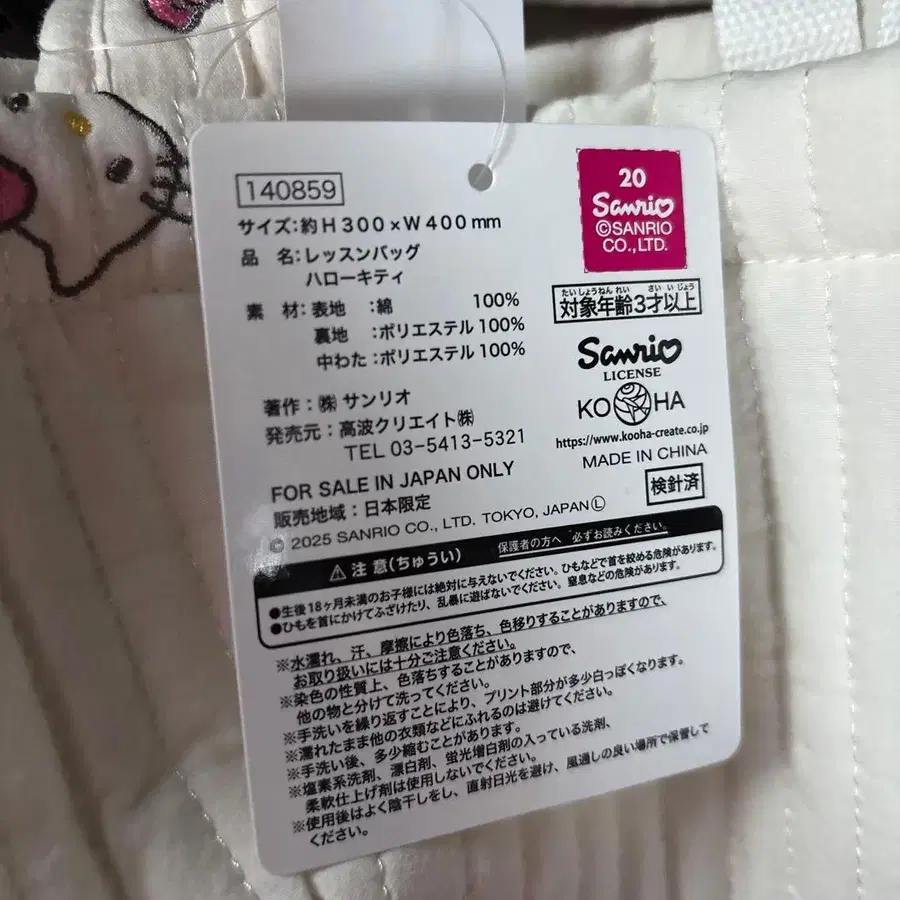 140859
サイズ:約H300×W400mm
品 名:レッスンバッグ
ハローキティ
素 材:表地 :綿 100%
裏地 :ポリエステル 100%
中わた :ポリエステル 100%
著作:㈱ サンリオ
発売元:高波クリエイト㈱
TEL 03-5413-5321
FOR SALE IN JAPAN ONLY
販売地域:日本限定
© 2025 SANRIO CO., LTD. TOKYO, JAPAN Ⓛ
20
Sanrio
©SANRIO
CO.,LTD.
たいしょうねんれい さい いじょう
対象年齢3才以上
Sanrio
LICENSE
KOOHA
https://www.kooha-create.co.jp
MADE IN CHINA
検針済
⚠ 注意(ちゅうい) 保護者の方へ 必ずお読みください。
●生後18ヶ月未満のお子様には絶対に与えないでください。ひもなどで首を絞める危険があります。
●ひもを首にかけてふざけたり、乱暴に遊ばないでください。窒息などの危険があります。
※水濡れ、汗、摩擦により色落ち、色移りすることがありますので、
お取り扱いには十分ご注意ください。
※染色の性質上、色落ちすることがありますので、
他の物と分けて洗ってください。
※手洗いを繰り返すことにより、プリント部分が多少白っぽくなります。
※濡れたまま他の衣類などにふれるのは避けてください。
※手洗い後、多少縮むことがあります。
※塩素系洗剤、漂白剤、蛍光増白剤の入っている洗剤、
柔軟仕上げ剤は使用しないでください。
※使用後はよく陰干しをし、直射日光を避け、風通しの良い場所で保管して
ください。